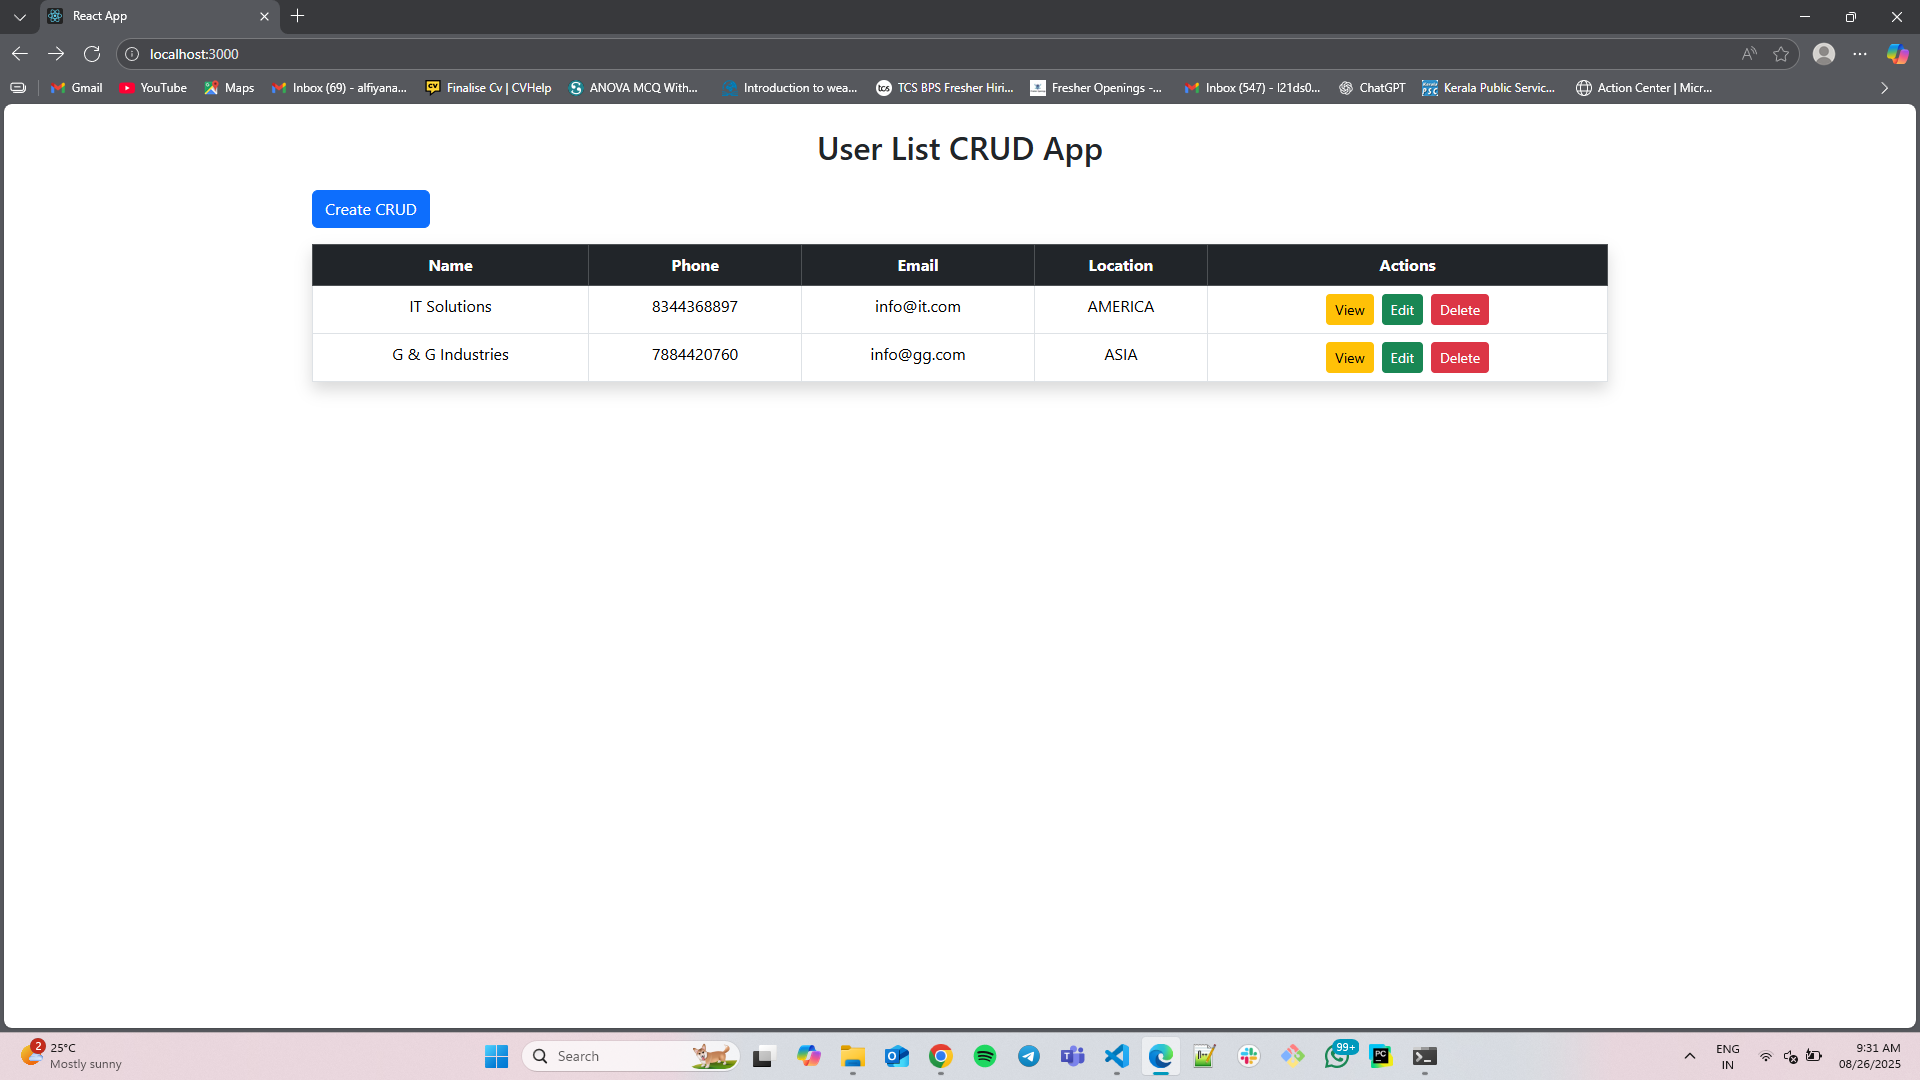 React App
localhost:3000
Gmail YouTube Maps Inbox (69) - alfiyana... Finalise Cv | CVHelp ANOVA MCQ With... Introduction to wea... TCS BPS Fresher Hiri... Fresher Openings -... Inbox (547) - l21ds0... ChatGPT Kerala Public Servic... Action Center | Micr...
User List CRUD App
Create CRUD
Name Phone Email Location Actions
IT Solutions 8344368897 info@it.com AMERICA View Edit Delete
G & G Industries 7884420760 info@gg.com ASIA View Edit Delete
2 25°C
Mostly sunny
Search
99+
ENG
IN
9:31 AM
08/26/2025